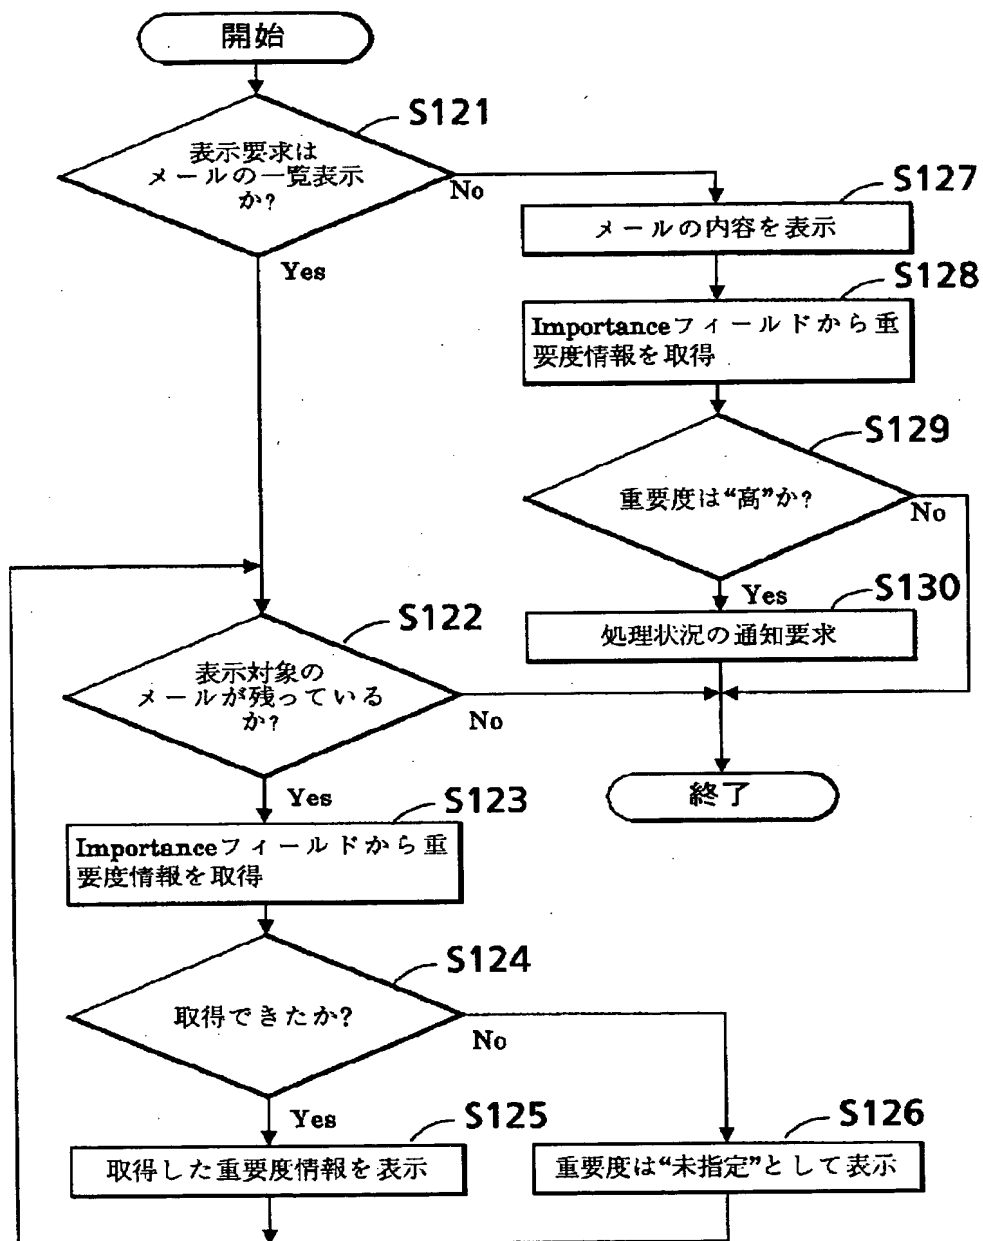 開始
S121
表示要求は
メールの一覧表示
か?
No
Yes
S127
メールの内容を表示
S128
Importanceフィールドから重
要度情報を取得
S129
重要度は“高”か?
No
Yes
S130
処理状況の通知要求
S122
表示対象の
メールが残っている
か?
No
Yes
終了
S123
Importanceフィールドから重
要度情報を取得
S124
取得できたか?
No
Yes
S125
取得した重要度情報を表示
S126
重要度は“未指定”として表示